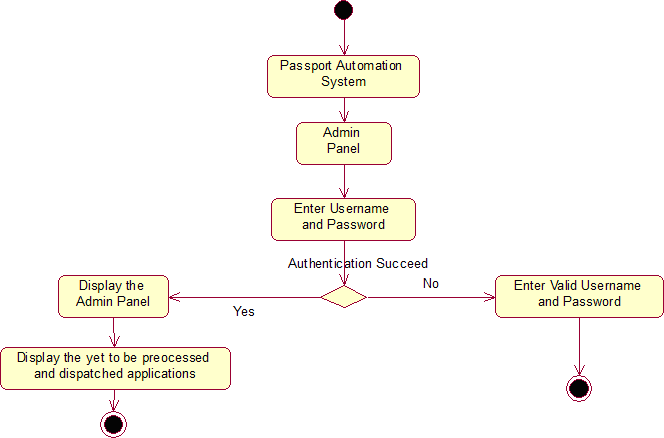 Passport Automation
System
Admin
Panel
Enter Username
and Password
Authentication Succeed
No
Yes
Display the
Admin Panel
Enter Valid Username
and Password
Display the yet to be preocessed
and dispatched applications